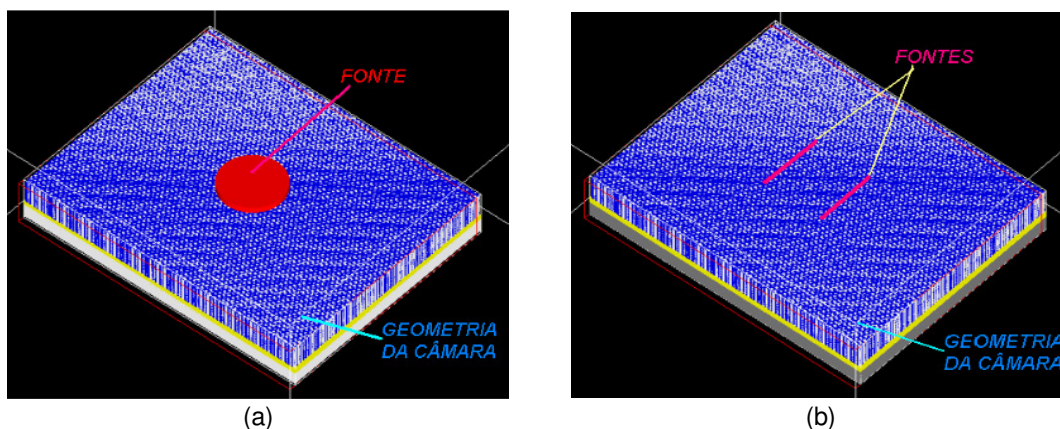 FONTE
GEOMETRIA
DA CÂMARA
(a)
FONTES
GEOMETRIA
DA CÂMARA
(b)